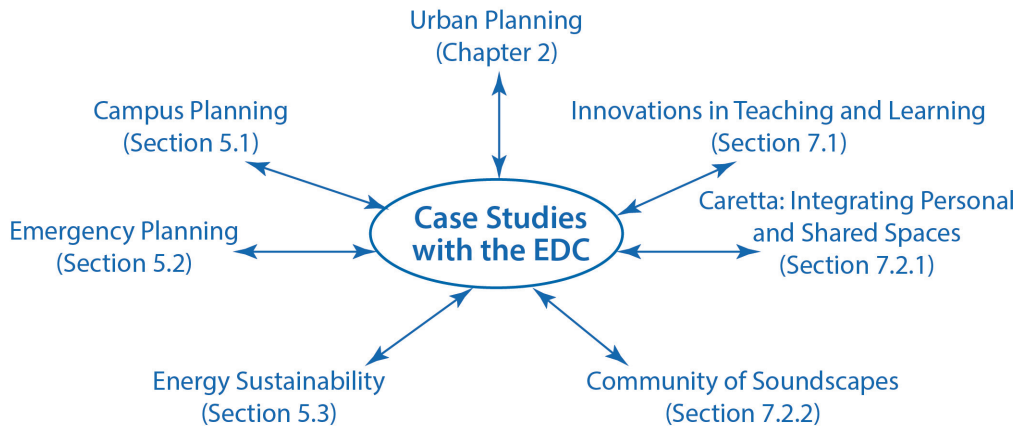 Urban Planning
(Chapter 2)
Campus Planning
(Section 5.1)
Innovations in Teaching and Learning
(Section 7.1)
Emergency Planning
(Section 5.2)
Case Studies
with the EDC
Caretta: Integrating Personal
and Shared Spaces
(Section 7.2.1)
Energy Sustainability
(Section 5.3)
Community of Soundscapes
(Section 7.2.2)